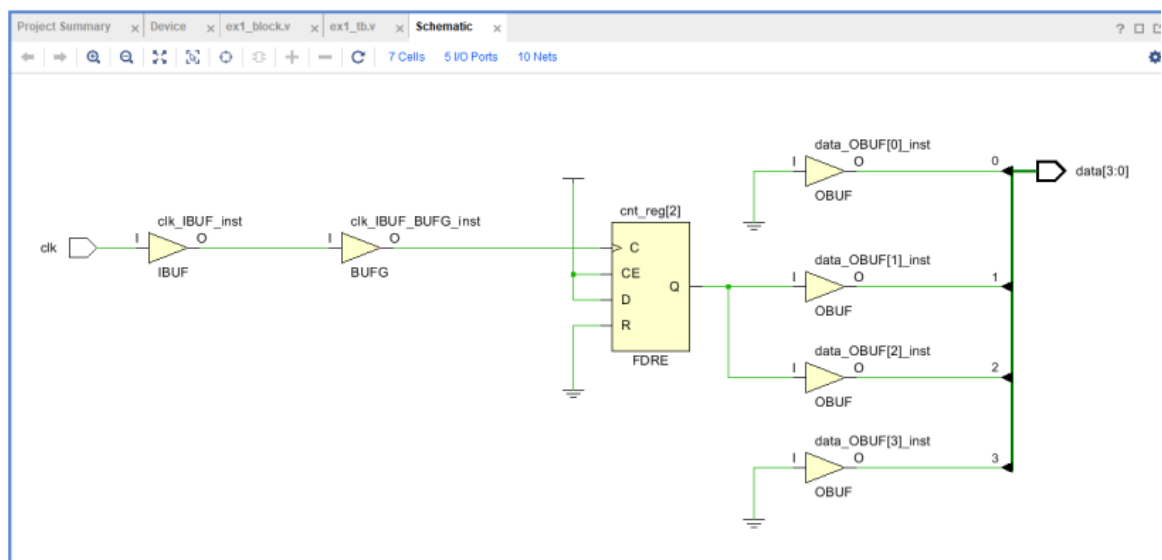 Project Summary × Device × ex1_block.v × ex1_tb.v × Schematic × ?
7 Cells 5 I/O Ports 10 Nets
data_OBUF[0]_inst
I O 0
OBUF
data[3:0]
clk
clk_IBUF_inst
I O
IBUF
clk_IBUF_BUFG_inst
I O
BUFG
cnt_reg[2]
C
CE
D
R
Q
FDRE
data_OBUF[1]_inst
I O 1
OBUF
data_OBUF[2]_inst
I O 2
OBUF
data_OBUF[3]_inst
I O 3
OBUF